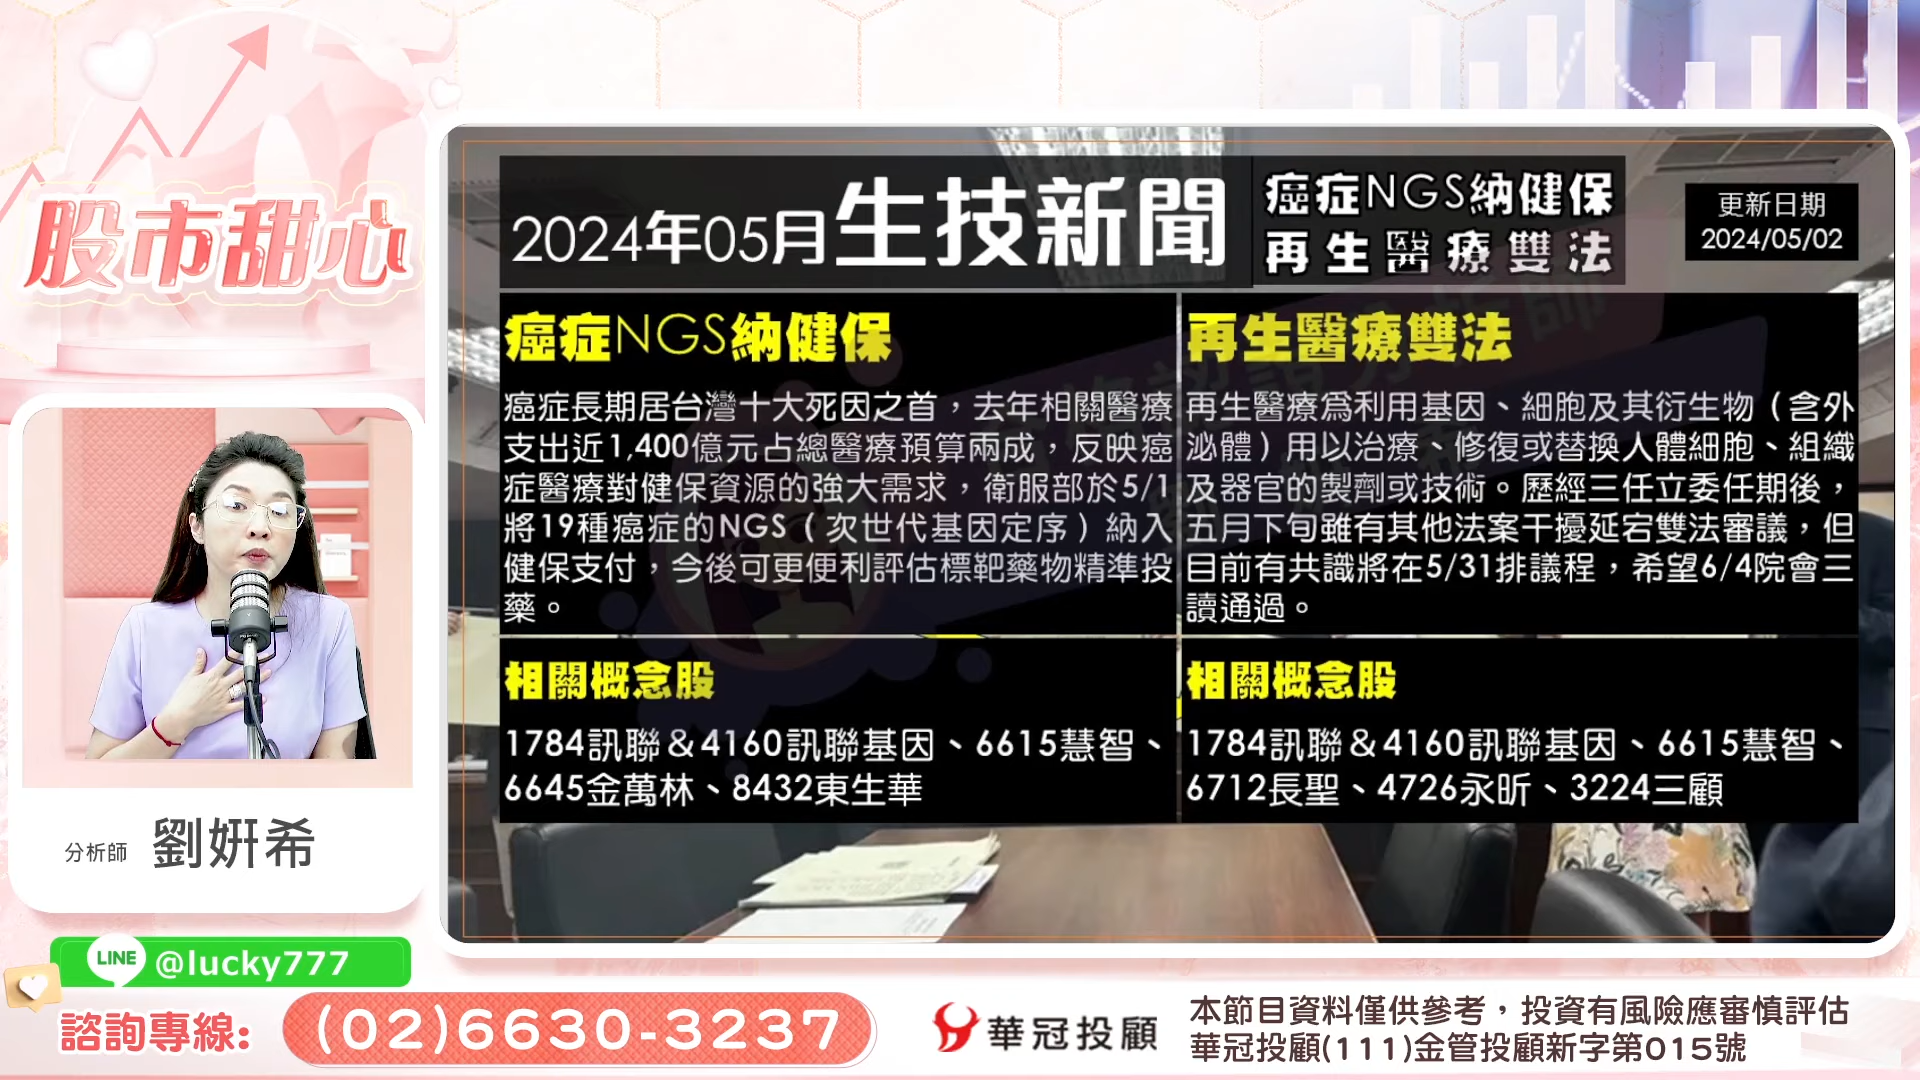 股市甜心
2024年05月生技新聞
癌症NGS納健保
再生醫療雙法
更新日期
2024/05/02
癌症NGS納健保
癌症長期居台灣十大死因之首，去年相關醫療
支出近1,400億元占總醫療預算兩成，反映癌
症醫療對健保資源的強大需求，衛服部於5/1
將19種癌症的NGS（次世代基因定序）納入
健保支付，今後可更便利評估標靶藥物精準投
藥。
相關概念股
1784訊聯＆4160訊聯基因、6615慧智、
6645金萬林、8432東生華
再生醫療雙法
再生醫療為利用基因、細胞及其衍生物（含外
泌體）用以治療、修復或替換人體細胞、組織
及器官的製劑或技術。歷經三任立委任期後，
五月下旬雖有其他法案干擾延宕雙法審議，但
目前有共識將在5/31排議程，希望6/4院會三
讀通過。
相關概念股
1784訊聯＆4160訊聯基因、6615慧智、
6712長聖、4726永昕、3224三顧
分析師 劉妍希
LINE @lucky777
諮詢專線: (02)6630-3237
華冠投顧
本節目資料僅供參考，投資有風險應審慎評估
華冠投顧(111)金管投顧新字第015號